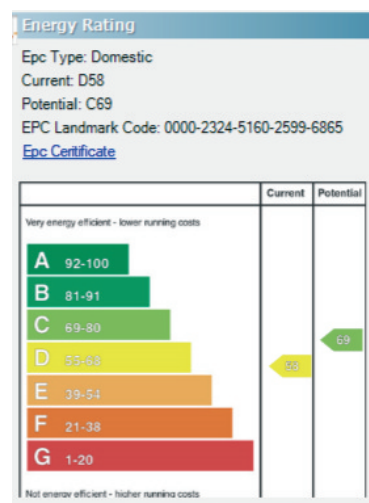 Energy Rating
Epc Type: Domestic
Current: D58
Potential: C69
EPC Landmark Code: 0000-2324-5160-2599-6865
Epc Ceritificate
Current Potential
Very energy efficient - lower running costs
A 92-100
B 81-91
C 69-80
69
D 55-68
58
E 39-54
F 21-38
G 1-20
Not energy efficient - higher running costs